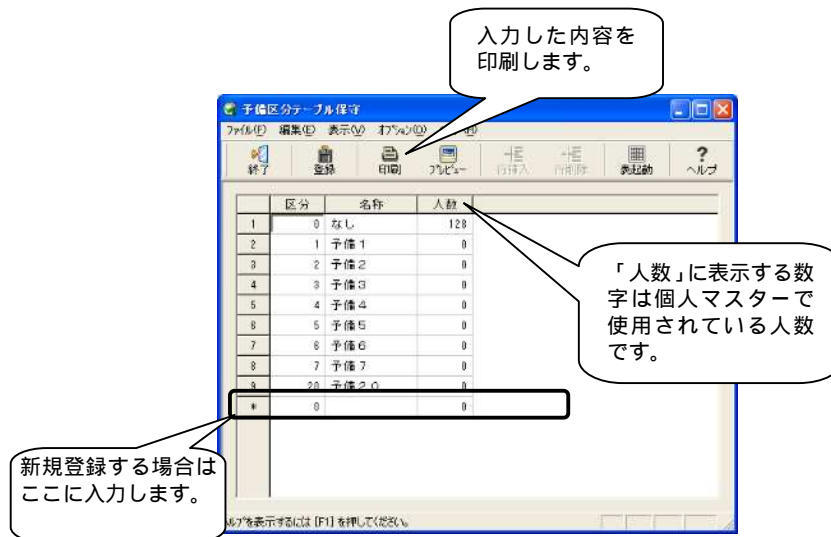 入力した内容を
印刷します。
予備区分テーブル保守
ファイル(F) 編集(E) 表示(V) オプション(O)
終了 登録 印刷 プレビュー 行挿入 行削除 表起動 ヘルプ
区分 名称 人数
1 0 なし 128
2 1 予備1 0
3 2 予備2 0
4 3 予備3 0
5 4 予備4 0
6 5 予備5 0
7 6 予備6 0
8 7 予備7 0
9 20 予備20 0
* 0 0
「人数」に表示する数
字は個人マスターで
使用されている人数
です。
新規登録する場合は
ここに入力します。
ヘルプを表示するには [F1] を押してください。